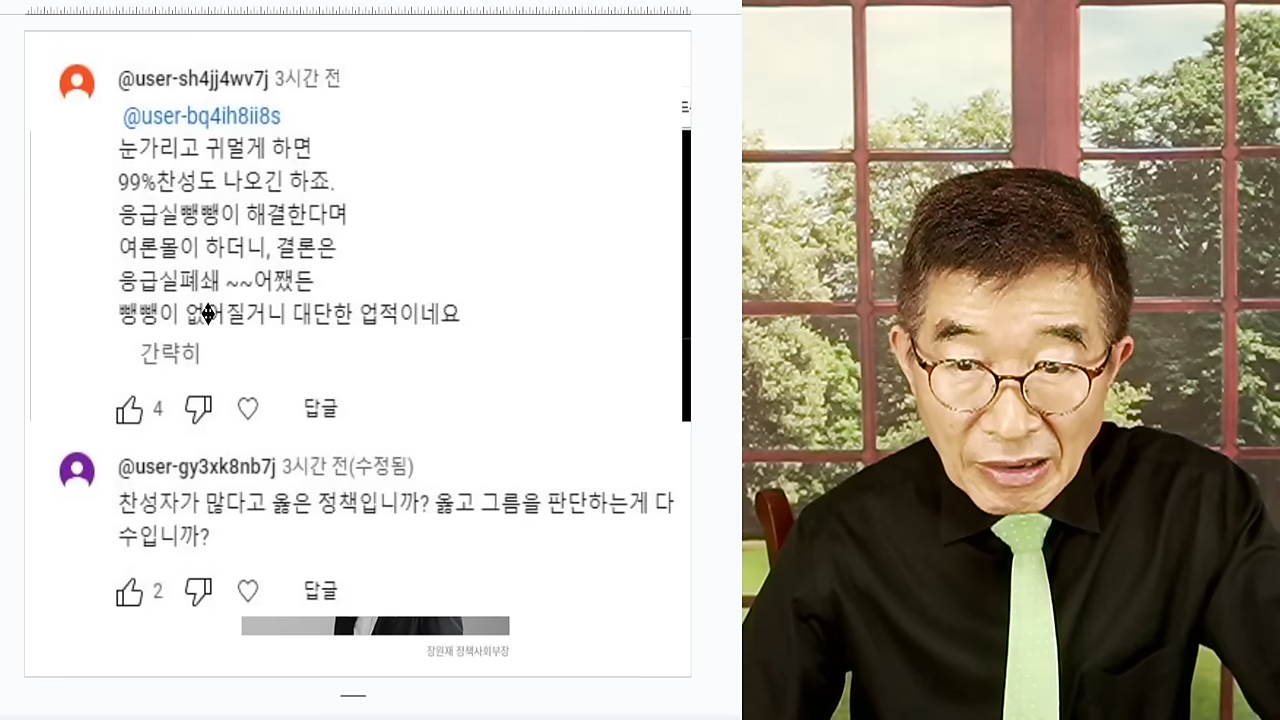 @user-sh4jj4wv7j 3시간 전
@user-bq4ih8ii8s
눈가리고 귀멀게 하면
99%찬성도 나오긴 하죠.
응급실뺑뺑이 해결한다며
여론몰이 하더니, 결론은
응급실폐쇄 ~~어쨌든
뺑뺑이 없어질거니 대단한 업적이네요
간략히
4 답글
@user-gy3xk8nb7j 3시간 전(수정됨)
찬성자가 많다고 옳은 정책입니까? 옳고 그름을 판단하는게 다
수입니까?
2 답글
장원재 정책사회부장